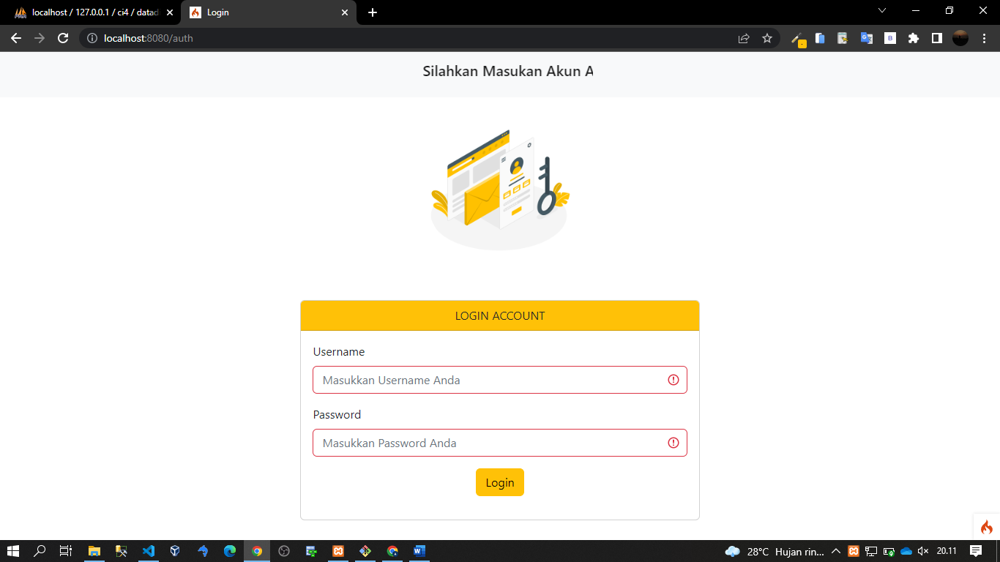 localhost / 127.0.0.1 / ci4 / datad
Login
localhost:8080/auth
B
Silahkan Masukan Akun A
LOGIN ACCOUNT
Username
Masukkan Username Anda
Password
Masukkan Password Anda
Login
28°C Hujan rin...
20.11